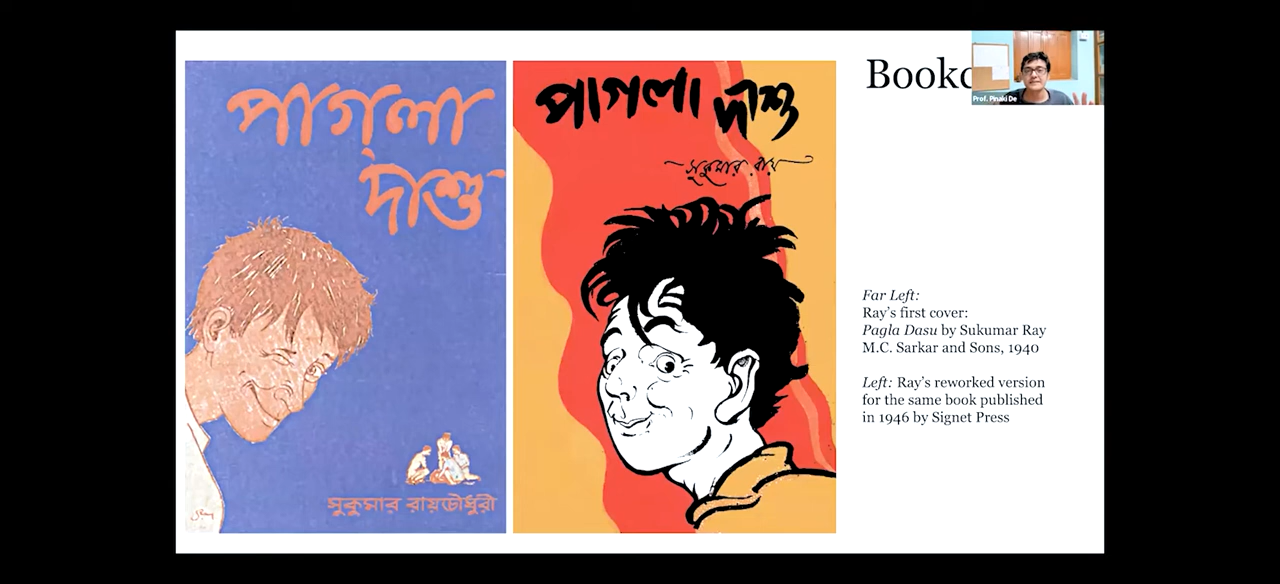 পাগলা
দাশু
সুকুমার রায়চৌধুরী
পাগলা দাশু
সুকুমার রায়
Prof. Pinaki De
Far Left:
Ray's first cover:
Pagla Dasu by Sukumar Ray
M.C. Sarkar and Sons, 1940
Left: Ray's reworked version
for the same book published
in 1946 by Signet Press